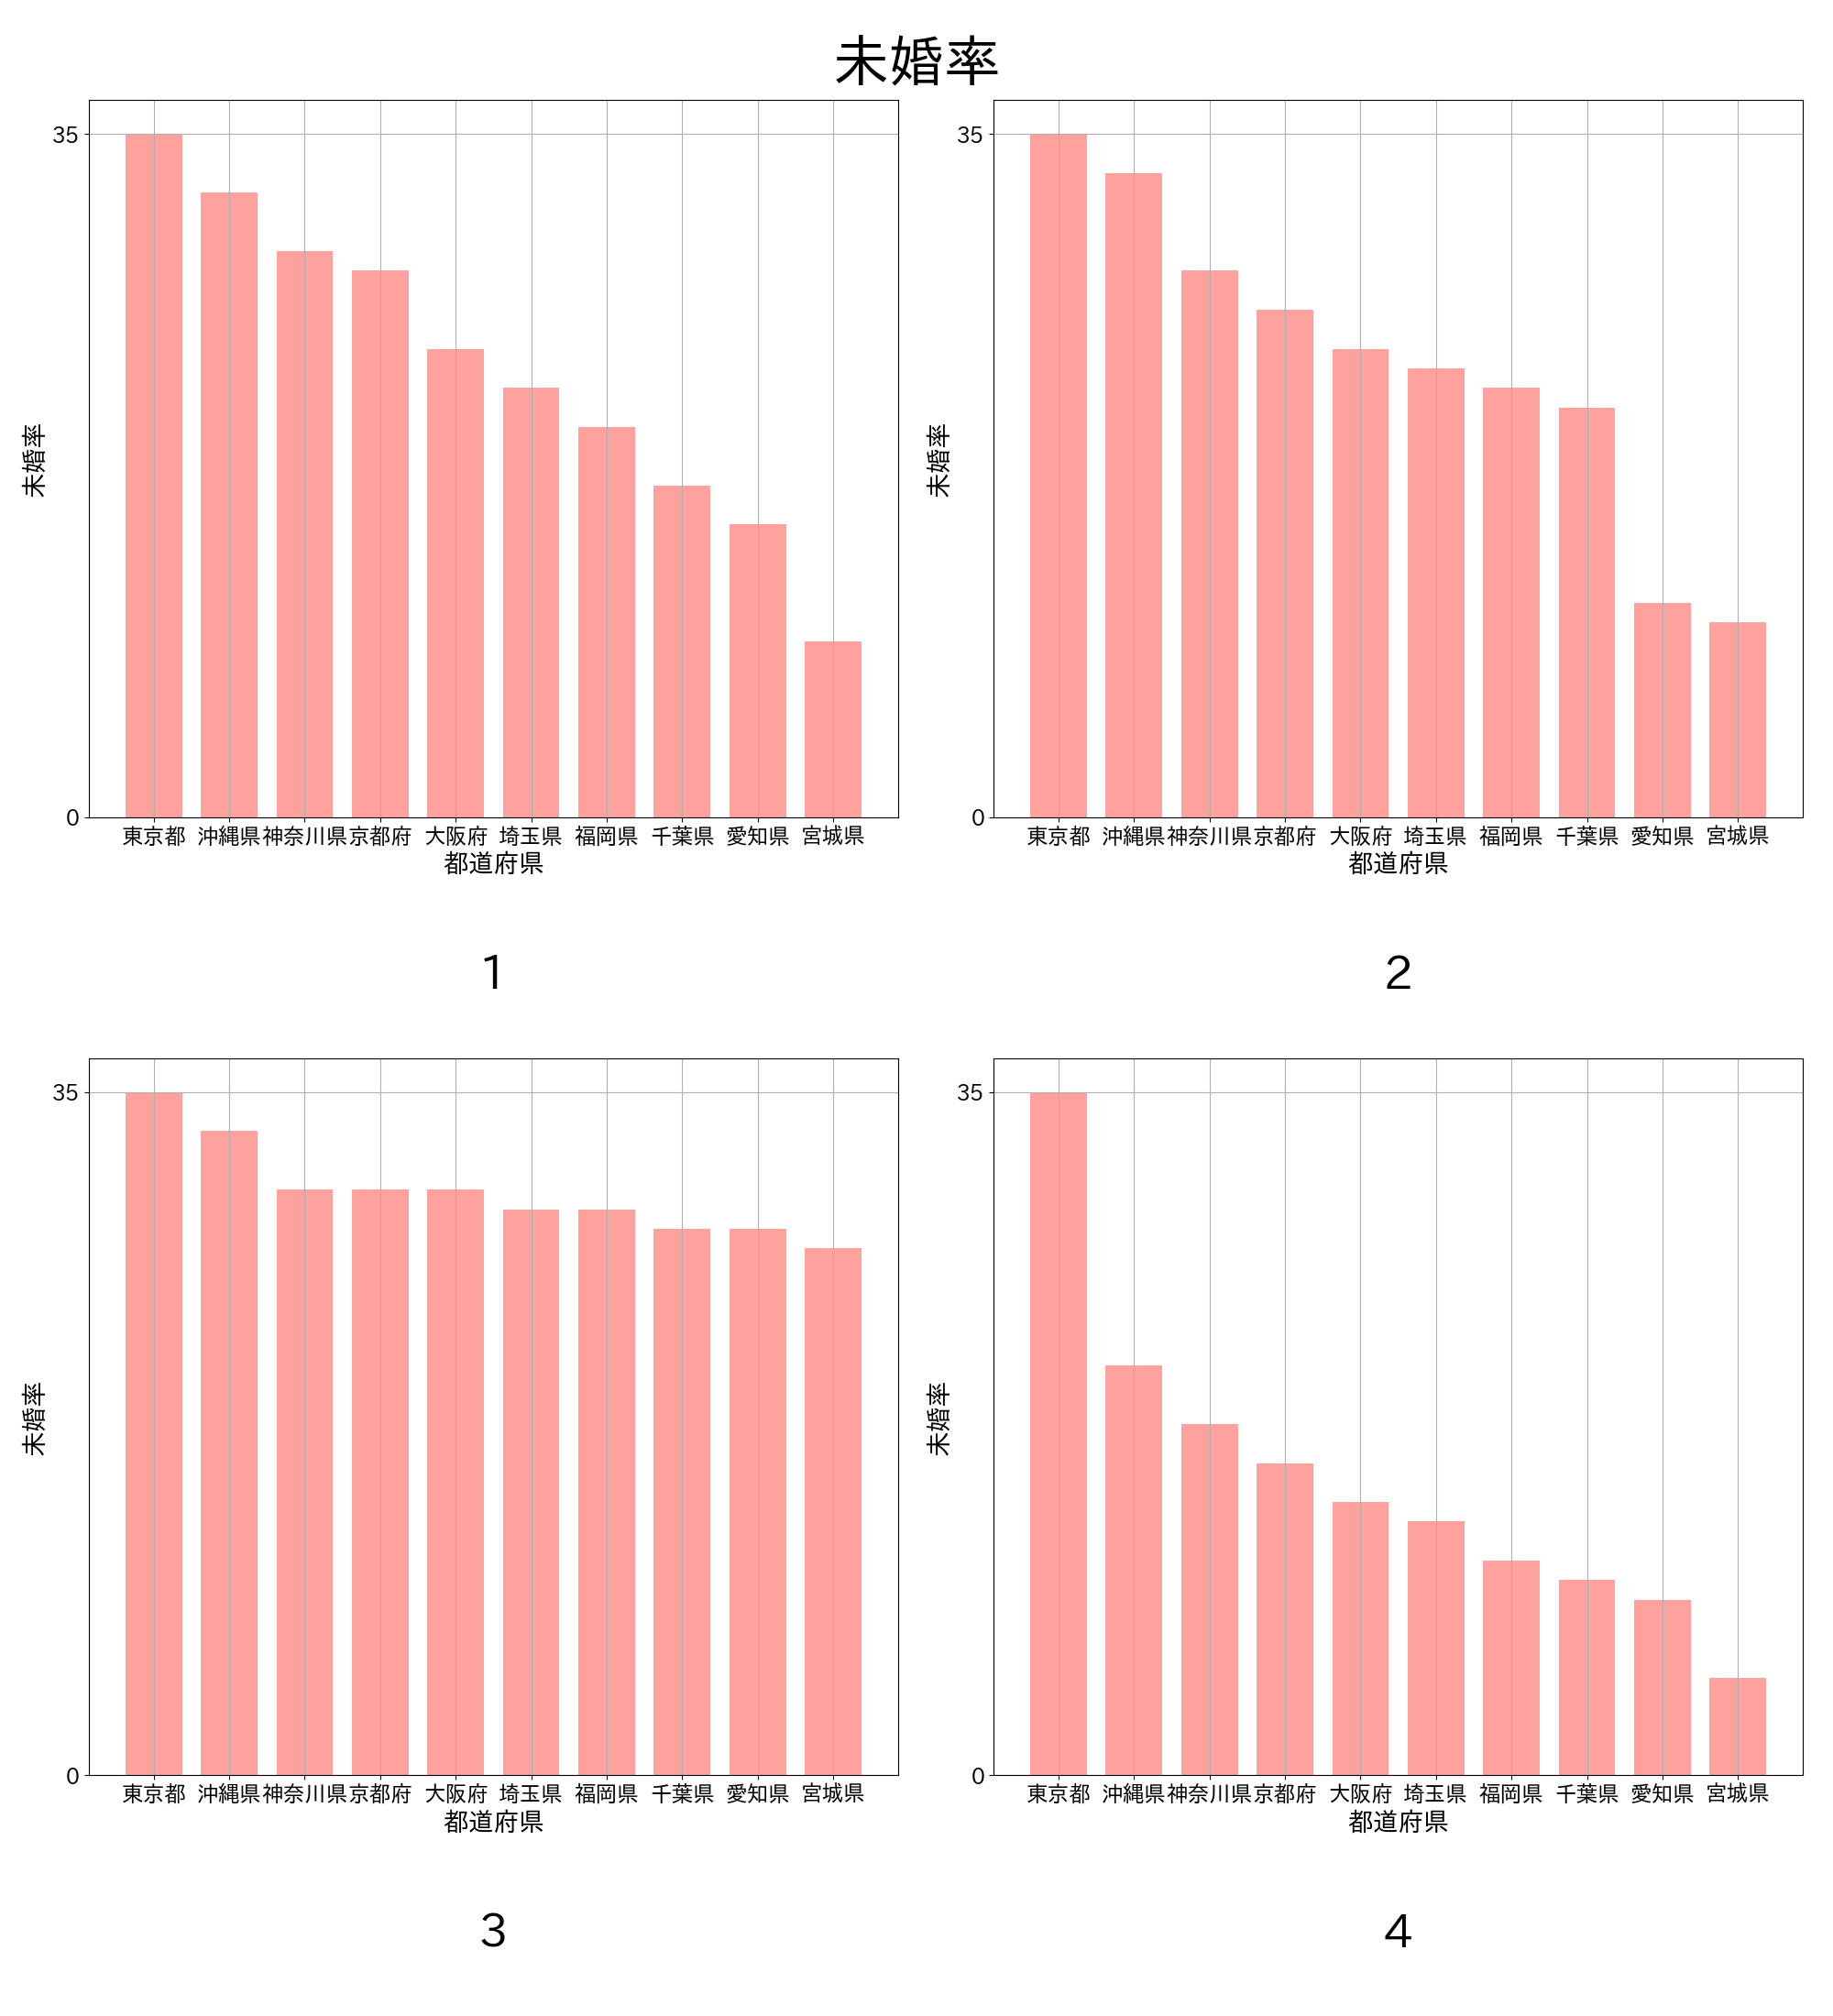 未婚率
35
0
未婚率
東京都 沖縄県 神奈川県 京都府 大阪府 埼玉県 福岡県 千葉県 愛知県 宮城県
都道府県
1
35
0
未婚率
東京都 沖縄県 神奈川県 京都府 大阪府 埼玉県 福岡県 千葉県 愛知県 宮城県
都道府県
2
35
0
未婚率
東京都 沖縄県 神奈川県 京都府 大阪府 埼玉県 福岡県 千葉県 愛知県 宮城県
都道府県
3
35
0
未婚率
東京都 沖縄県 神奈川県 京都府 大阪府 埼玉県 福岡県 千葉県 愛知県 宮城県
都道府県
4